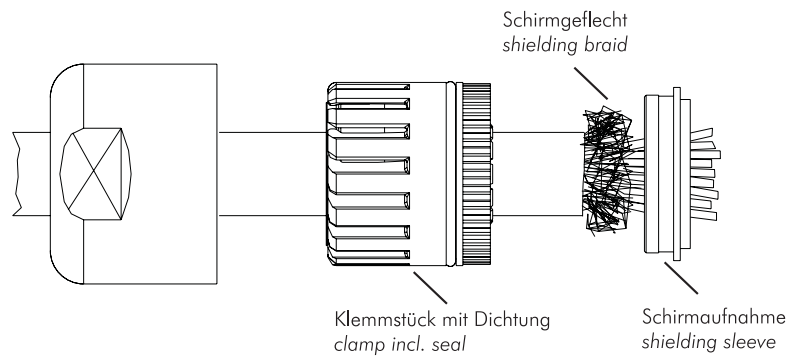 Schirmgeflecht
shielding braid
Klemmstück mit Dichtung
clamp incl. seal
Schirmaufnahme
shielding sleeve